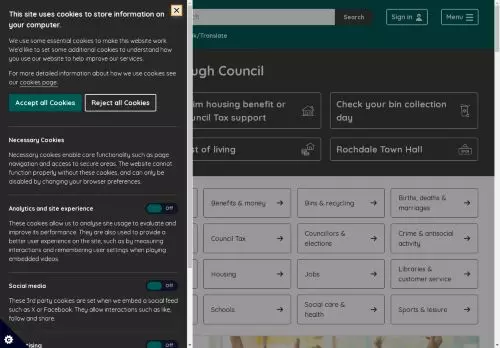 This site uses cookies to store information on
your computer.
We use some essential cookies to make this website work.
We'd like to set some additional cookies to understand how
you use our website to help improve our services.
For more detailed information about how we use cookies see
our cookies page.
Accept all Cookies
Reject all Cookies
Necessary Cookies
Necessary cookies enable core functionality such as page
navigation and access to secure areas. The website cannot
function properly without these cookies, and can only be
disabled by changing your browser preferences.
Analytics and site experience
Off
These cookies allow us to analyse site usage to evaluate and
improve its performance. They are also used to provide a
better user experience on the site, such as by measuring
interactions and remembering user settings when playing
embedded videos.
Social media
Off
These 3rd party cookies are set when we embed a social feed
such as X or Facebook. They allow interactions such as like,
follow and share.
Off
Search
Sign in
Menu
/Translate
ugh Council
im housing benefit or
uncil Tax support
Check your bin collection
day
st of living
Rochdale Town Hall
Benefits & money
Bins & recycling
Births, deaths &
marriages
Council Tax
Councillors &
elections
Crime & antisocial
activity
Housing
Jobs
Libraries &
customer service
Schools
Social care &
health
Sports & leisure